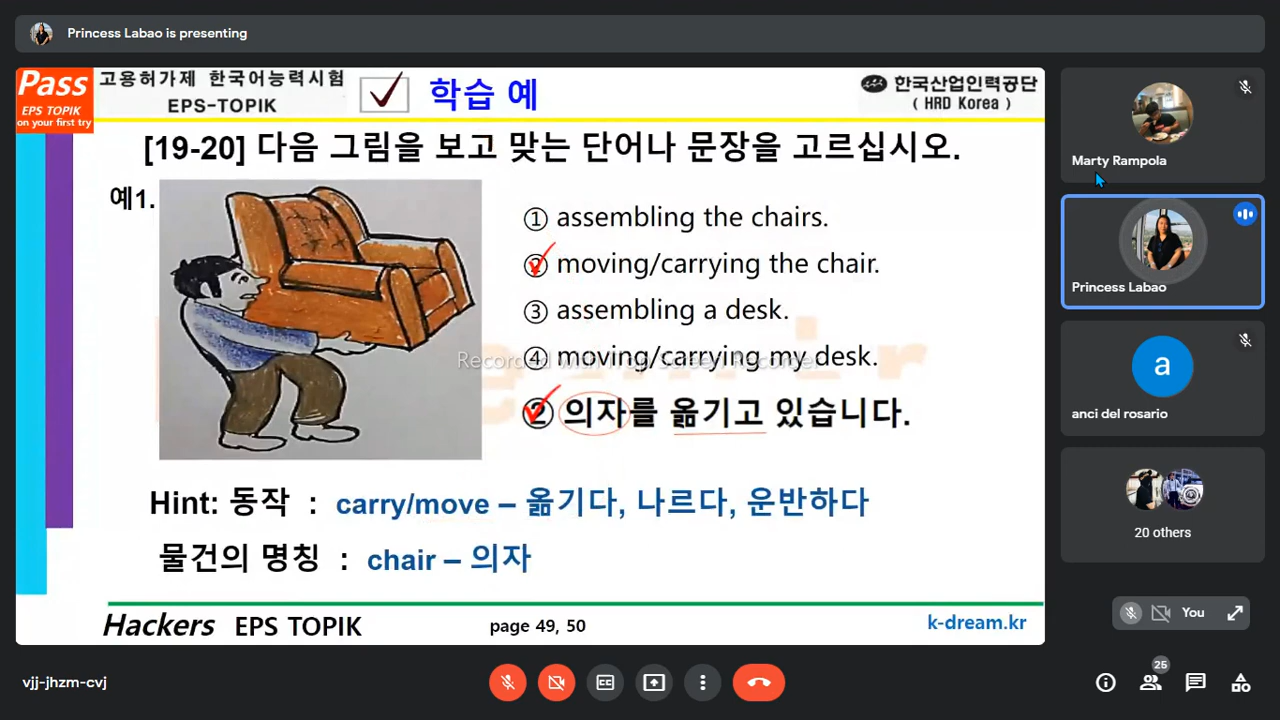 Princess Labao is presenting
Pass
EPS TOPIK
on your first try
고용허가제 한국어능력시험
EPS-TOPIK
학습 예
한국산업인력공단
( HRD Korea )
[19-20] 다음 그림을 보고 맞는 단어나 문장을 고르십시오.
예1.
① assembling the chairs.
② moving/carrying the chair.
③ assembling a desk.
④ moving/carrying my desk.
② 의자를 옮기고 있습니다.
Hint: 동작 : carry/move – 옮기다, 나르다, 운반하다
물건의 명칭 : chair – 의자
Hackers EPS TOPIK
page 49, 50
k-dream.kr
Marty Rampola
Princess Labao
a
anci del rosario
20 others
You
vjj-jhzm-cvj
25